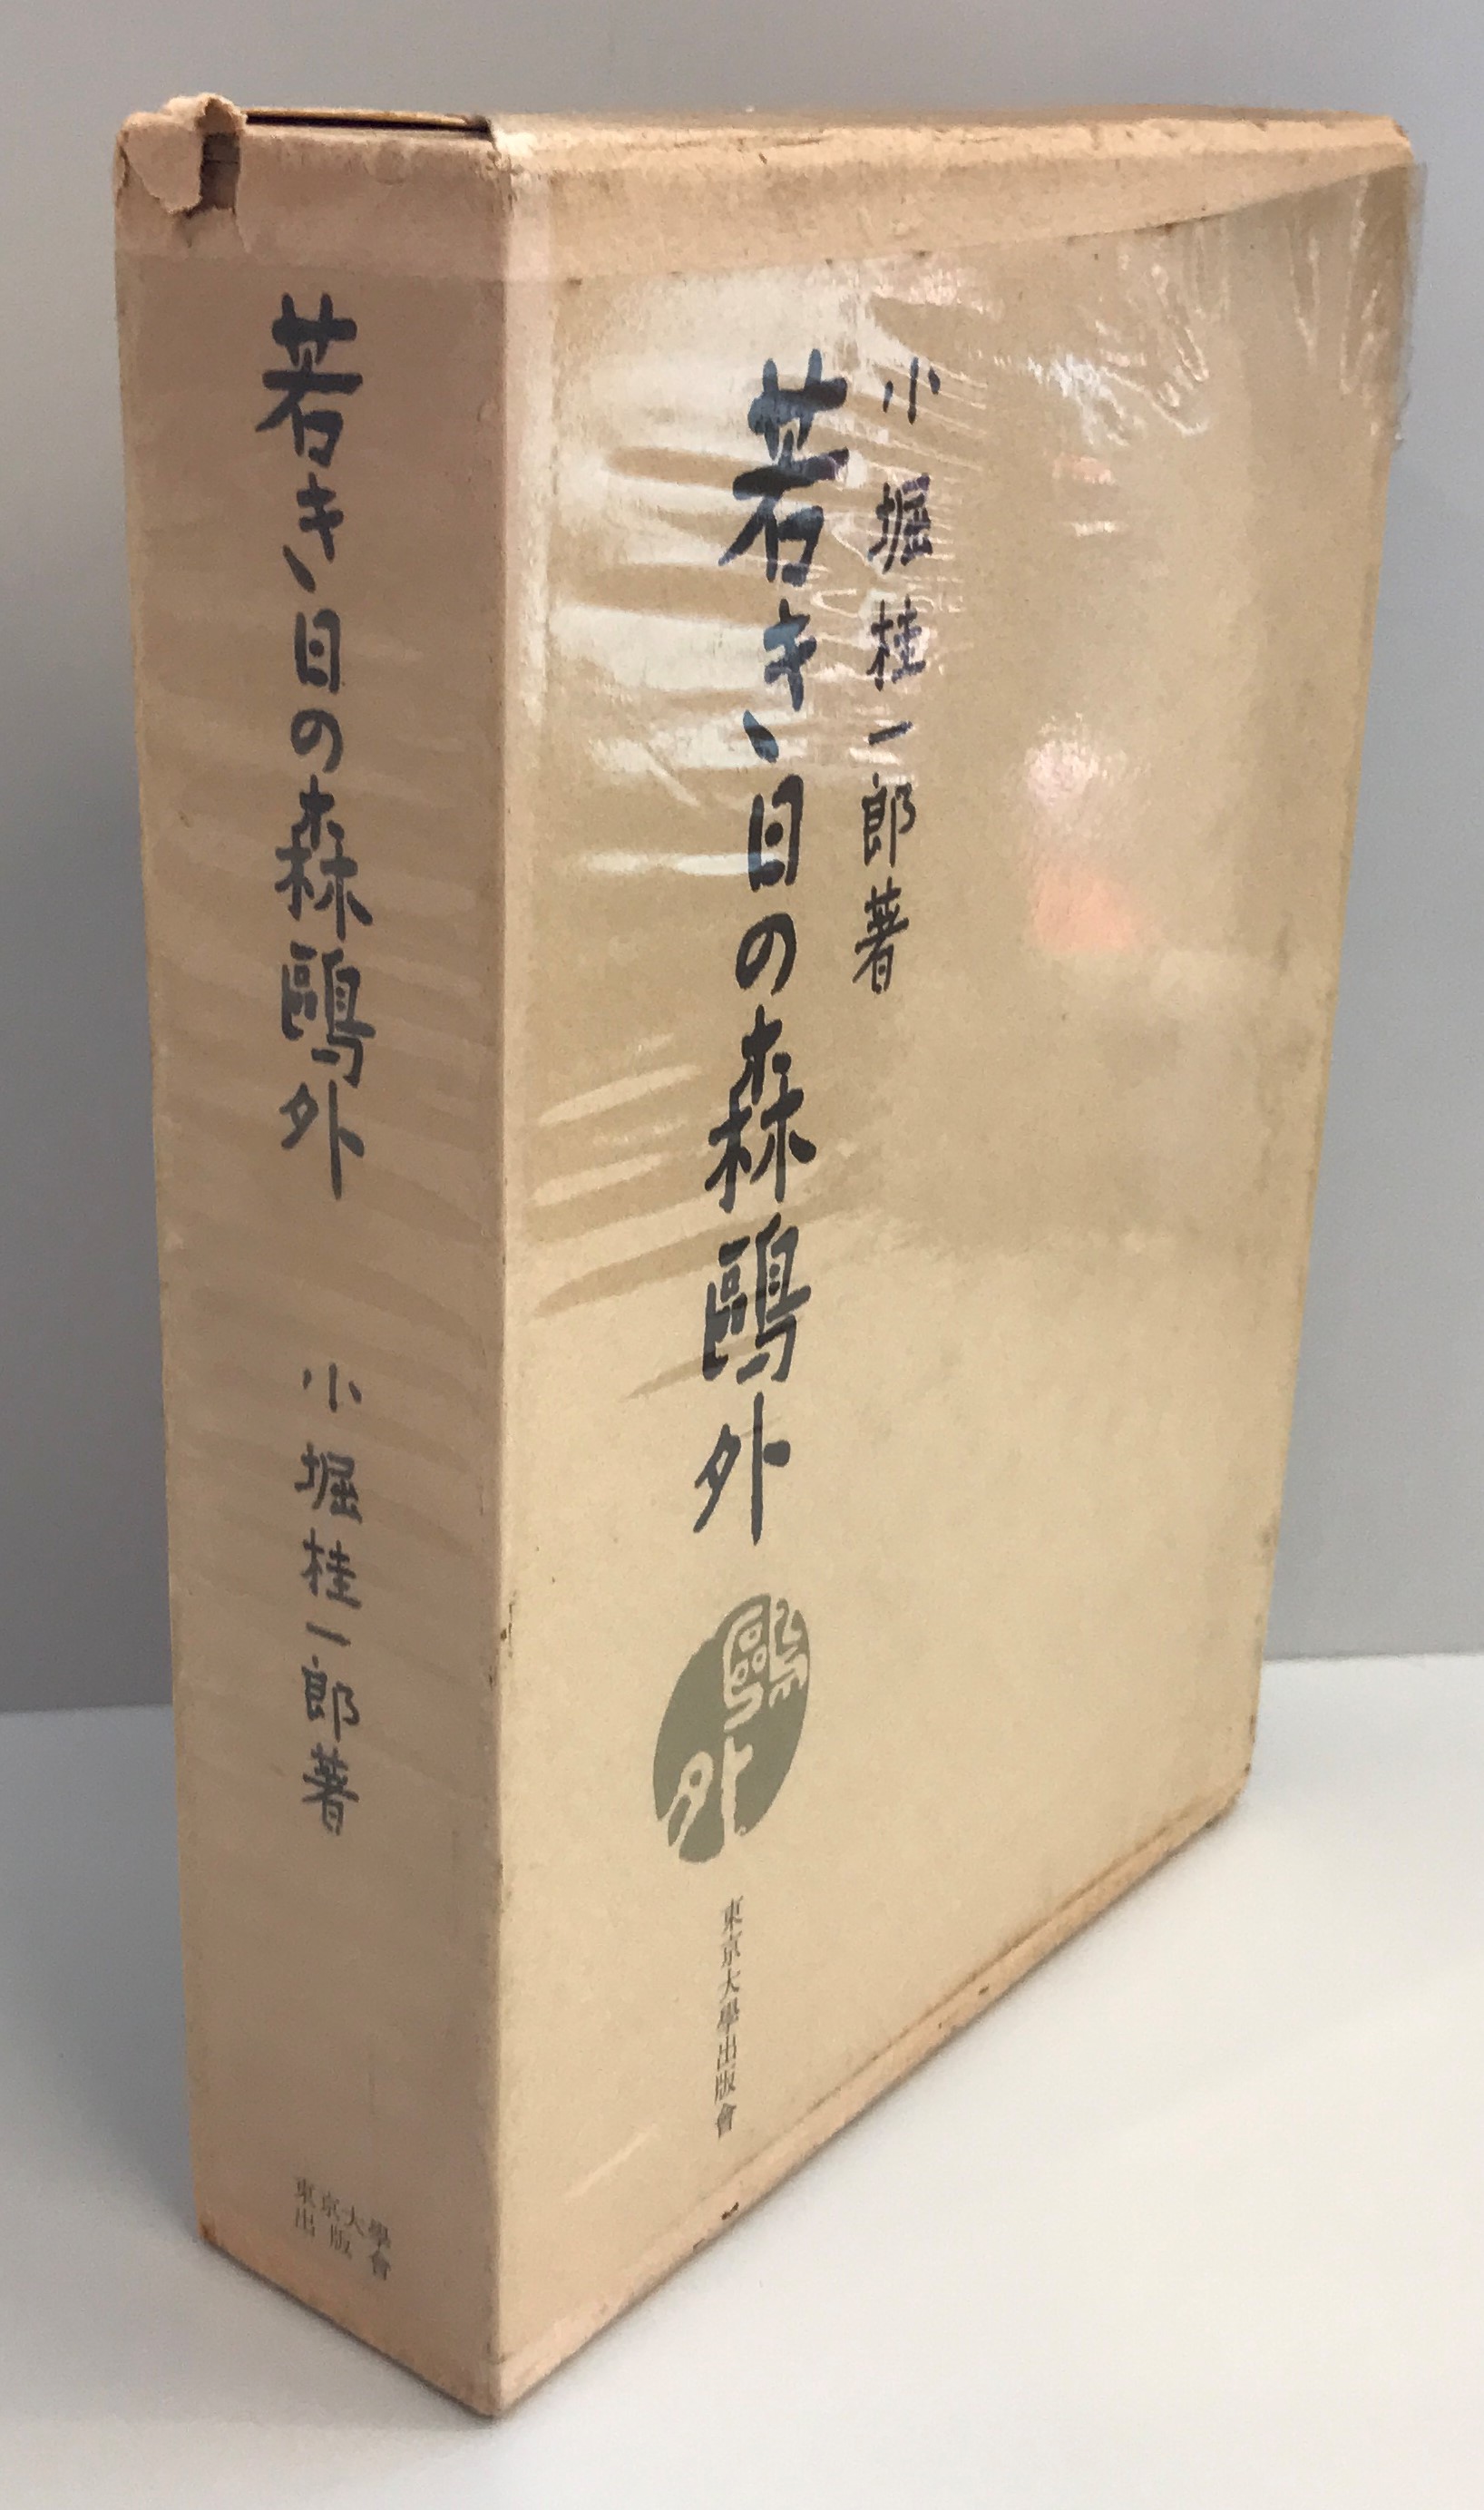 若き日の森鷗外
小堀桂一郎著
東京大學
出版會
小堀桂一郎著
若き日の森鷗外
鷗外
東京大學出版會